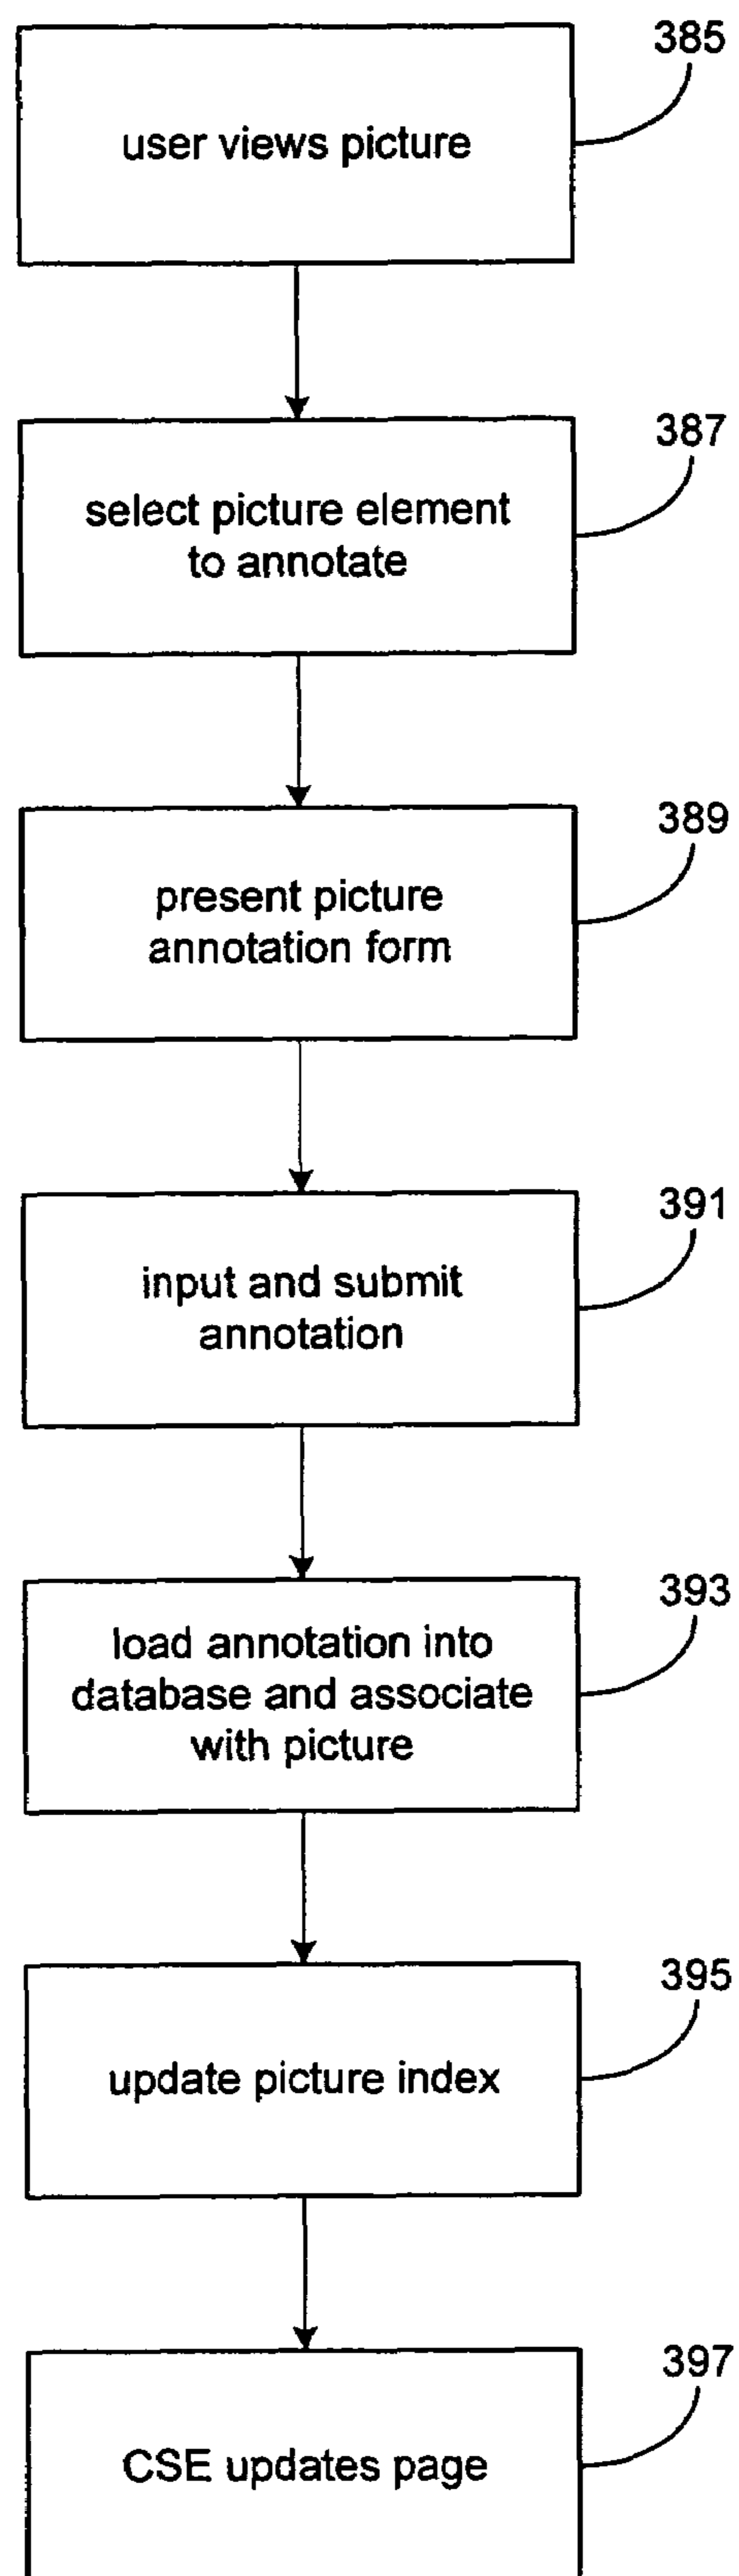 385
user views picture
387
select picture element
to annotate
389
present picture
annotation form
391
input and submit
annotation
393
load annotation into
database and associate
with picture
395
update picture index
397
CSE updates page